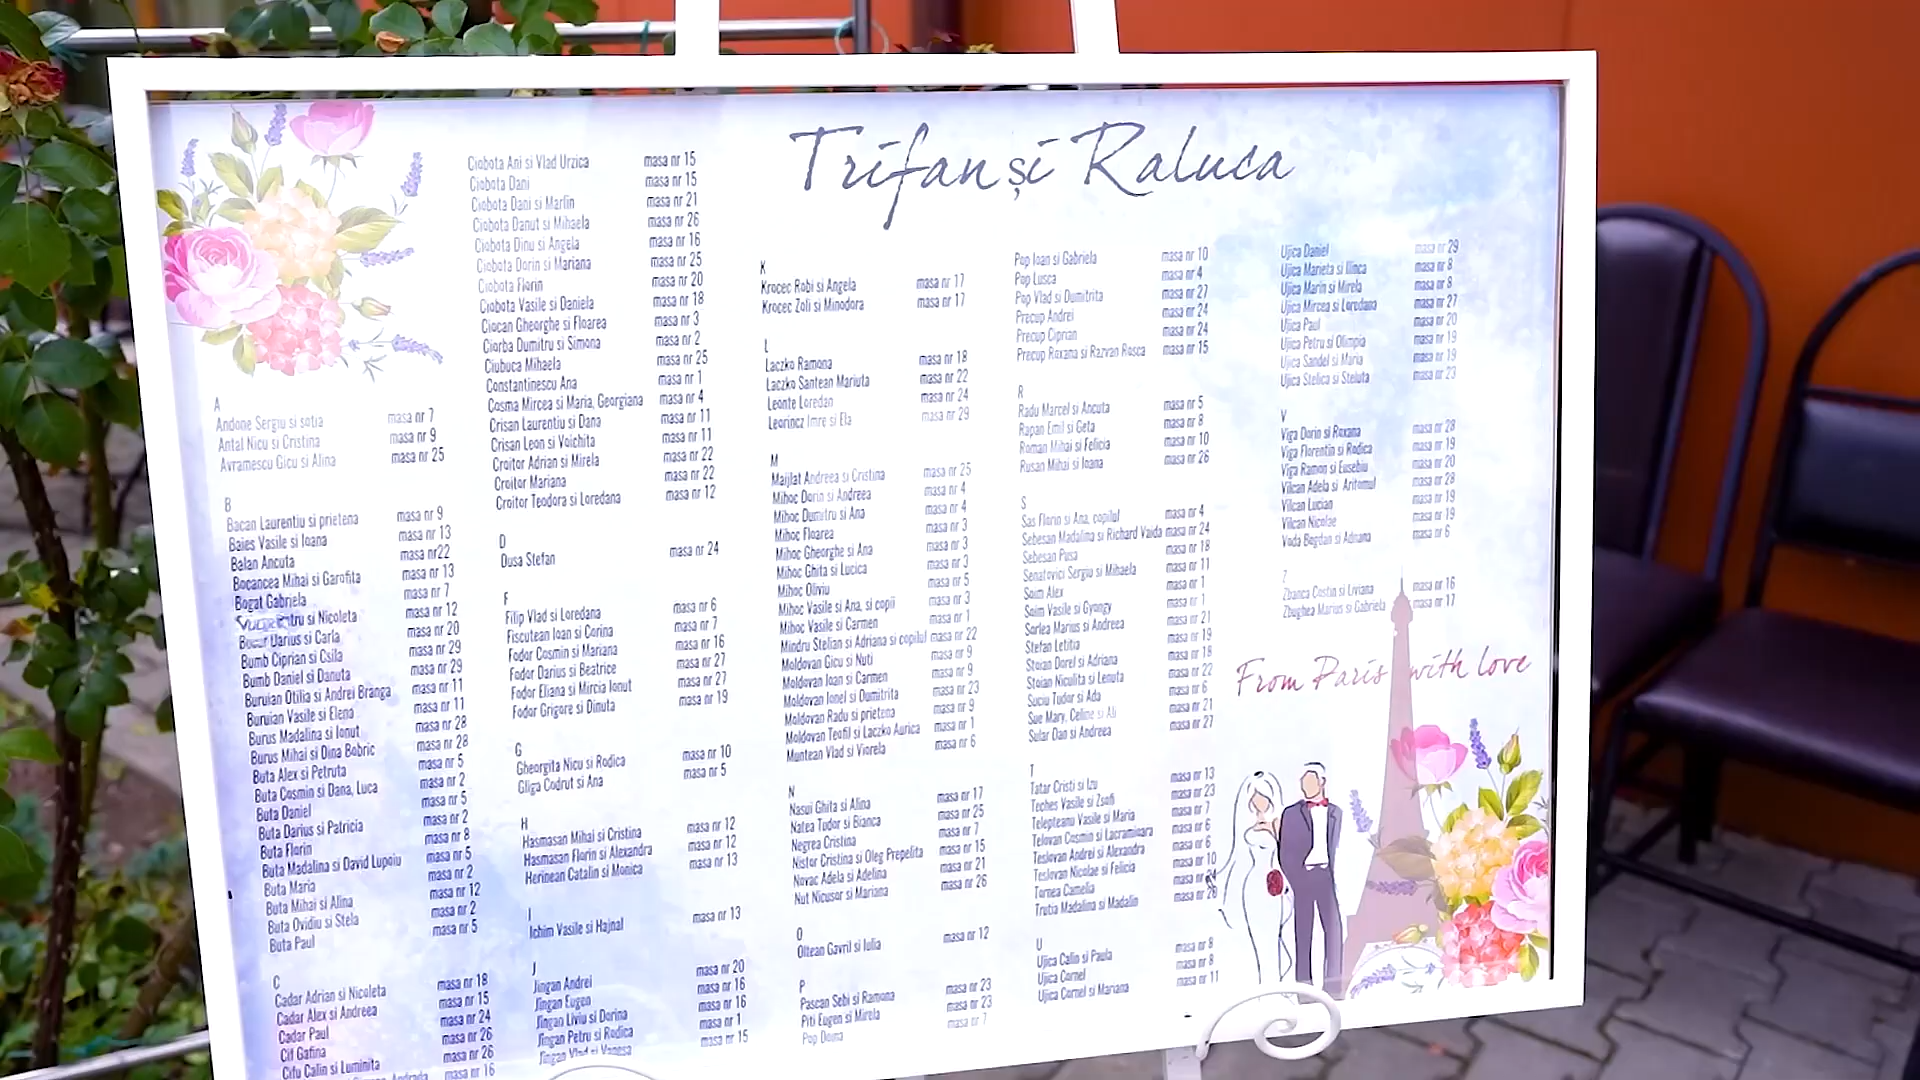 Trifan și Raluca
A
Andone Sergiu si sotia masa nr 7
Antal Nicu si Cristina masa nr 9
Avramescu Gicu si Alina masa nr 25
B
Bacan Laurentiu si prietena masa nr 9
Baies Vasile si Ioana masa nr 13
Balan Ancuta masa nr22
Bocancea Mihai si Garofita masa nr 13
Bogat Gabriela masa nr 7
si Nicoleta masa nr 12
Darius si Carla masa nr 20
Bumb Ciprian si Csila masa nr 29
Bumb Daniel si Danuta masa nr 29
Buruian Otilia si Andrei Branga masa nr 11
Buruian Vasile si Elena masa nr 11
Burus Madalina si Ionut masa nr 28
Burus Mihai si Dina Bobric masa nr 28
Buta Alex si Petruta masa nr 5
Buta Cosmin si Dana, Luca masa nr 2
Buta Daniel masa nr 5
Buta Darius si Patricia masa nr 2
Buta Florin masa nr 8
Buta Madalina si David Lupoiu masa nr 5
Buta Maria masa nr 2
Buta Mihai si Alina masa nr 12
Buta Ovidiu si Stela masa nr 2
Buta Paul masa nr 5
C
Cadar Adrian si Nicoleta masa nr 18
Cadar Alex si Andreea masa nr 15
Cadar Paul masa nr 24
Cif Gafina masa nr 26
Cifu Calin si Luminita masa nr 26
masa nr 16
Ciobota Ani si Vlad Urzica masa nr 15
Ciobota Dani masa nr 15
Ciobota Dani si Marlin masa nr 21
Ciobota Danut si Mihaela masa nr 26
Ciobota Dinu si Angela masa nr 16
Ciobota Dorin si Mariana masa nr 25
Ciobota Florin masa nr 20
Ciobota Vasile si Daniela masa nr 18
Ciocan Gheorghe si Floarea masa nr 3
Ciorba Dumitru si Simona masa nr 2
Ciubuca Mihaela masa nr 25
Constantinescu Ana masa nr 1
Cosma Mircea si Maria, Georgiana masa nr 4
Crisan Laurentiu si Dana masa nr 11
Crisan Leon si Voichita masa nr 11
Croitor Adrian si Mirela masa nr 22
Croitor Mariana masa nr 22
Croitor Teodora si Loredana masa nr 12
D
Dusa Stefan masa nr 24
F
Filip Vlad si Loredana masa nr 6
Fiscutean Ioan si Corina masa nr 7
Fodor Cosmin si Mariana masa nr 16
Fodor Darius si Beatrice masa nr 27
Fodor Eliana si Mircia Ionut masa nr 27
Fodor Grigore si Dinuta masa nr 19
G
Gheorgita Nicu si Rodica masa nr 10
Gliga Codrut si Ana masa nr 5
H
Hasmasan Mihai si Cristina masa nr 12
Hasmasan Florin si Alexandra masa nr 12
Herinean Catalin si Monica masa nr 13
I
Ichim Vasile si Hajnal masa nr 13
J
Jingan Andrei masa nr 20
Jingan Eugen masa nr 16
Jingan Liviu si Dorina masa nr 16
Jingan Petru si Rodica masa nr 1
Jingan Vlad si Vanesa masa nr 15
K
Krocec Robi si Angela masa nr 17
Krocec Zoli si Minodora masa nr 17
L
Laczko Ramona masa nr 18
Laczko Santean Mariuta masa nr 22
Leonte Loredan masa nr 24
Leorincz Imre si Ela masa nr 29
M
Maijlat Andreea si Cristina masa nr 25
Mihoc Dorin si Andreea masa nr 4
Mihoc Dumitru si Ana masa nr 4
Mihoc Floarea masa nr 3
Mihoc Gheorghe si Ana masa nr 3
Mihoc Ghita si Lucica masa nr 3
Mihoc Oliviu masa nr 5
Mihoc Vasile si Ana, si copii masa nr 3
Mihoc Vasile si Carmen masa nr 1
Mindru Stelian si Adriana si copilul masa nr 22
Moldovan Gicu si Nuti masa nr 9
Moldovan Ioan si Carmen masa nr 9
Moldovan Ionel si Dumitrita masa nr 23
Moldovan Radu si prietena masa nr 9
Moldovan Teofil si Laczko Aurica masa nr 1
Muntean Vlad si Viorela masa nr 6
N
Nasui Ghita si Alina masa nr 17
Natea Tudor si Bianca masa nr 25
Negrea Cristina masa nr 7
Nistor Cristina si Oleg Prepelita masa nr 15
Novac Adela si Adelina masa nr 21
Nut Nicusor si Mariana masa nr 26
O
Oltean Gavril si Iulia masa nr 12
P
Pascan Sebi si Ramona masa nr 23
Piti Eugen si Mirela masa nr 23
Pop Doina masa nr 7
Pop Ioan si Gabriela masa nr 10
Pop Lusca masa nr 4
Pop Vlad si Dumitrita masa nr 27
Precup Andrei masa nr 24
Precup Ciprian masa nr 24
Precup Roxana si Razvan Rosca masa nr 15
R
Radu Marcel si Ancuta masa nr 5
Rapan Emil si Geta masa nr 8
Roman Mihai si Felicia masa nr 10
Rusan Mihai si Ioana masa nr 26
S
Sas Florin si Ana, copilul masa nr 4
Sebesan Madalina si Richard Vaida masa nr 24
Sebesan Pusa masa nr 18
Senatovici Sergiu si Mihaela masa nr 11
Soim Alex masa nr 1
Soim Vasile si Gyongy masa nr 1
Sorlea Marius si Andreea masa nr 21
Stefan Letitia masa nr 19
Stoian Dorel si Adriana masa nr 18
Stoian Niculita si Lenuta masa nr 22
Suciu Tudor si Ada masa nr 6
Sue Mary, Celine si Ali masa nr 21
Sular Dan si Andreea masa nr 27
T
Tatar Cristi si Izu masa nr 13
Teches Vasile si Zsofi masa nr 23
Telepteanu Vasile si Maria masa nr 7
Telovan Cosmin si Lacramioara masa nr 6
Teslovan Andrei si Alexandra masa nr 6
Teslovan Nicolae si Felicia masa nr 10
Tornea Camelia masa nr
Trutia Madalina si Madalin masa nr 28
U
Ujica Calin si Paula masa nr 8
Ujica Cornel masa nr 8
Ujica Cornel si Mariana masa nr 11
Ujica Daniel masa nr 29
Ujica Marieta si Ilinca masa nr 8
Ujica Marin si Mirela masa nr 8
Ujica Mircea si Loredana masa nr 27
Ujica Paul masa nr 20
Ujica Petru si Olimpia masa nr 19
Ujica Sandel si Maria masa nr 19
Ujica Stelica si Steluta masa nr 23
V
Viga Dorin si Roxana masa nr 28
Viga Florentin si Rodica masa nr 19
Viga Ramon si Eusebiu masa nr 20
Vilcan Adela si masa nr 28
Vilcan Lucian masa nr 19
Vilcan Nicolae masa nr 19
Voda Bogdan si Adnana masa nr 6
Z
Zbanca Costin si Liviana masa nr 16
Zbughea Marius si Gabriela masa nr 17
From Paris with love